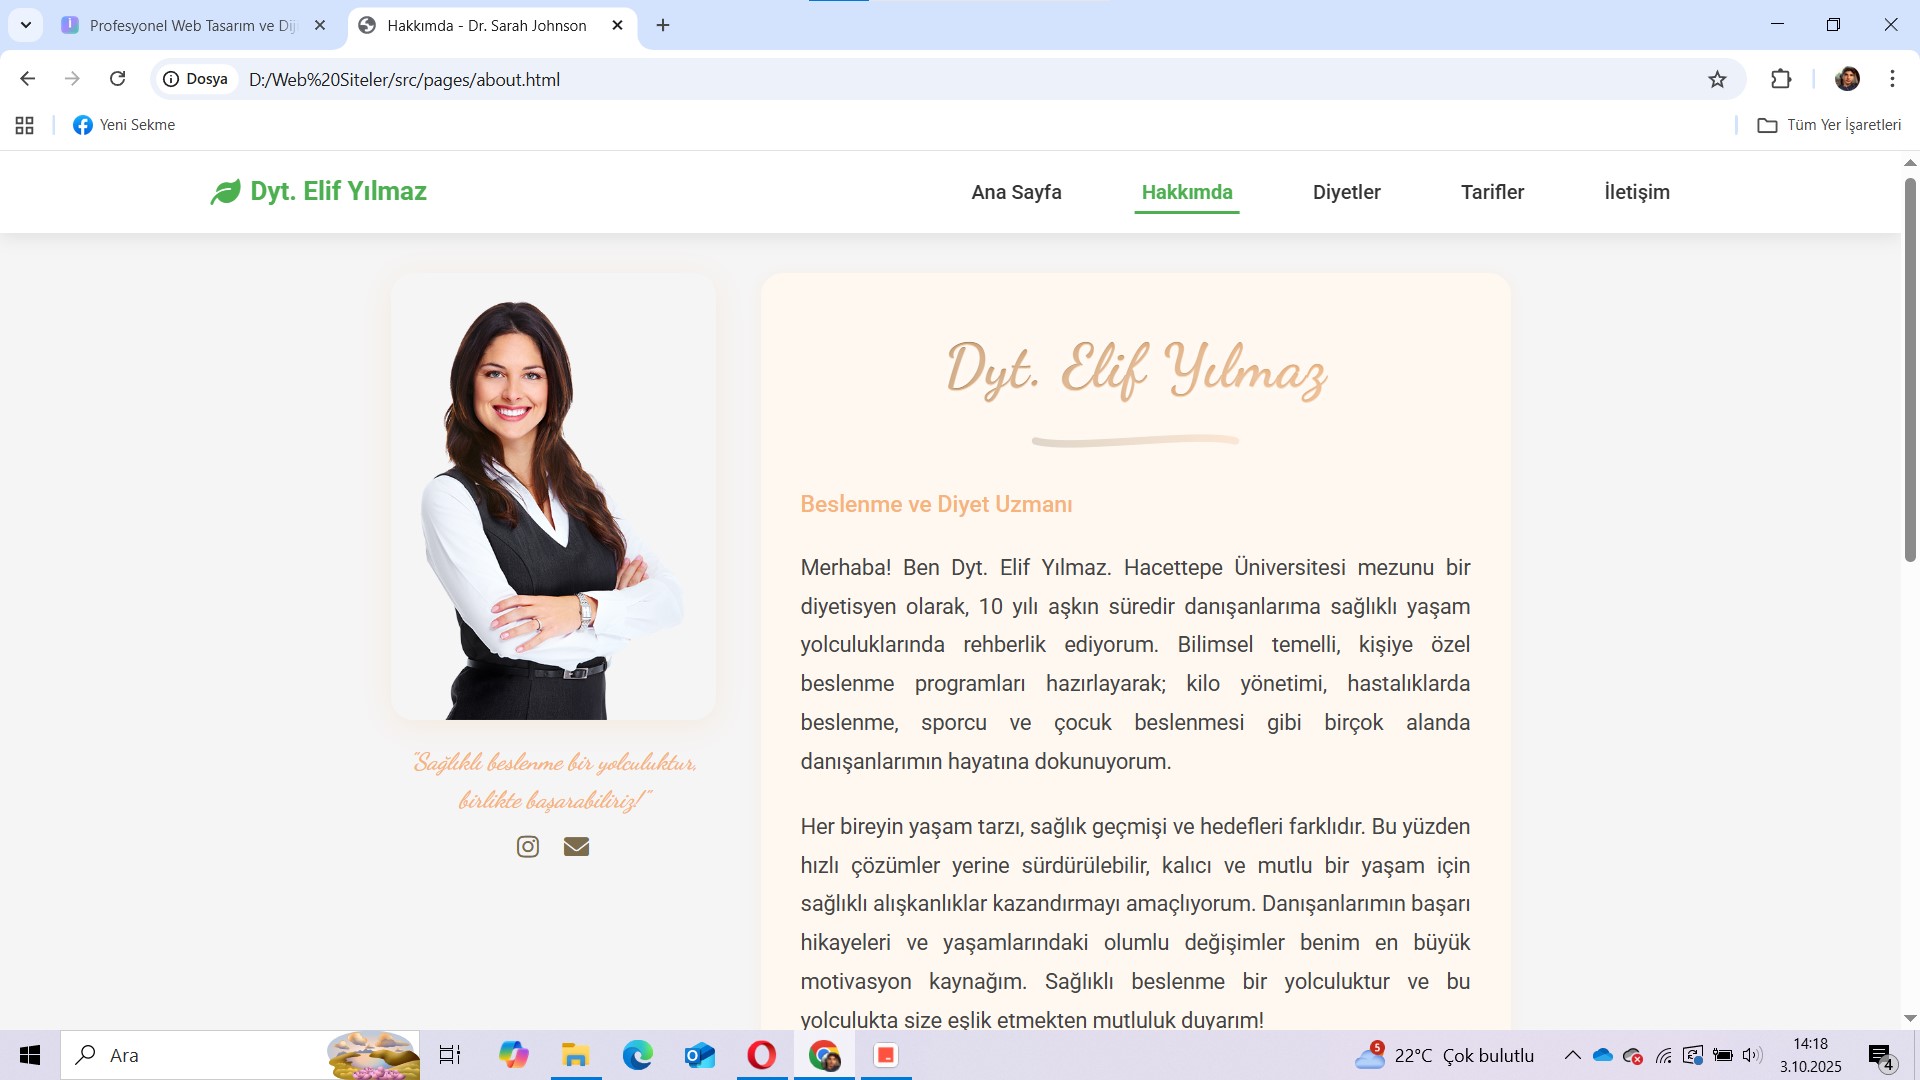 Profesyonel Web Tasarım ve Dij
Hakkımda - Dr. Sarah Johnson
Dosya
D:/Web%20Siteler/src/pages/about.html
Yeni Sekme
Tüm Yer İşaretleri
Dyt. Elif Yılmaz
Ana Sayfa
Hakkımda
Diyetler
Tarifler
İletişim
"Sağlıklı beslenme bir yolculuktur,
birlikte başarabiliriz!"
Dyt. Elif Yılmaz
Beslenme ve Diyet Uzmanı
Merhaba! Ben Dyt. Elif Yılmaz. Hacettepe Üniversitesi mezunu bir
diyetisyen olarak, 10 yılı aşkın süredir danışanlarıma sağlıklı yaşam
yolculuklarında rehberlik ediyorum. Bilimsel temelli, kişiye özel
beslenme programları hazırlayarak; kilo yönetimi, hastalıklarda
beslenme, sporcu ve çocuk beslenmesi gibi birçok alanda
danışanlarımın hayatına dokunuyorum.
Her bireyin yaşam tarzı, sağlık geçmişi ve hedefleri farklıdır. Bu yüzden
hızlı çözümler yerine sürdürülebilir, kalıcı ve mutlu bir yaşam için
sağlıklı alışkanlıklar kazandırmayı amaçlıyorum. Danışanlarımın başarı
hikayeleri ve yaşamlarındaki olumlu değişimler benim en büyük
motivasyon kaynağım. Sağlıklı beslenme bir yolculuktur ve bu
yolculukta size eşlik etmekten mutluluk duyarım!
Ara
5
22°C Çok bulutlu
14:18
3.10.2025
4